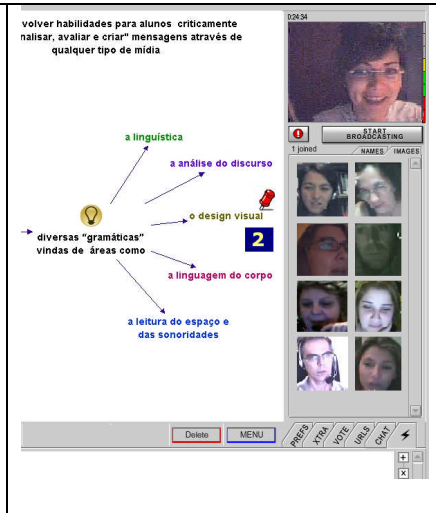 volver habilidades para alunos criticamente
nalisar, avaliar e criar" mensagens através de
qualquer tipo de mídia
a linguística
a análise do discurso
o design visual
2
diversas "gramáticas"
vindas de áreas como
a linguagem do corpo
a leitura do espaço e
das sonoridades
Delete
MENU
0:24:34
START
BROADCASTING
1 joined
NAMES
IMAGES
PREFS
XTRA
VOTE
URLS
CHAT